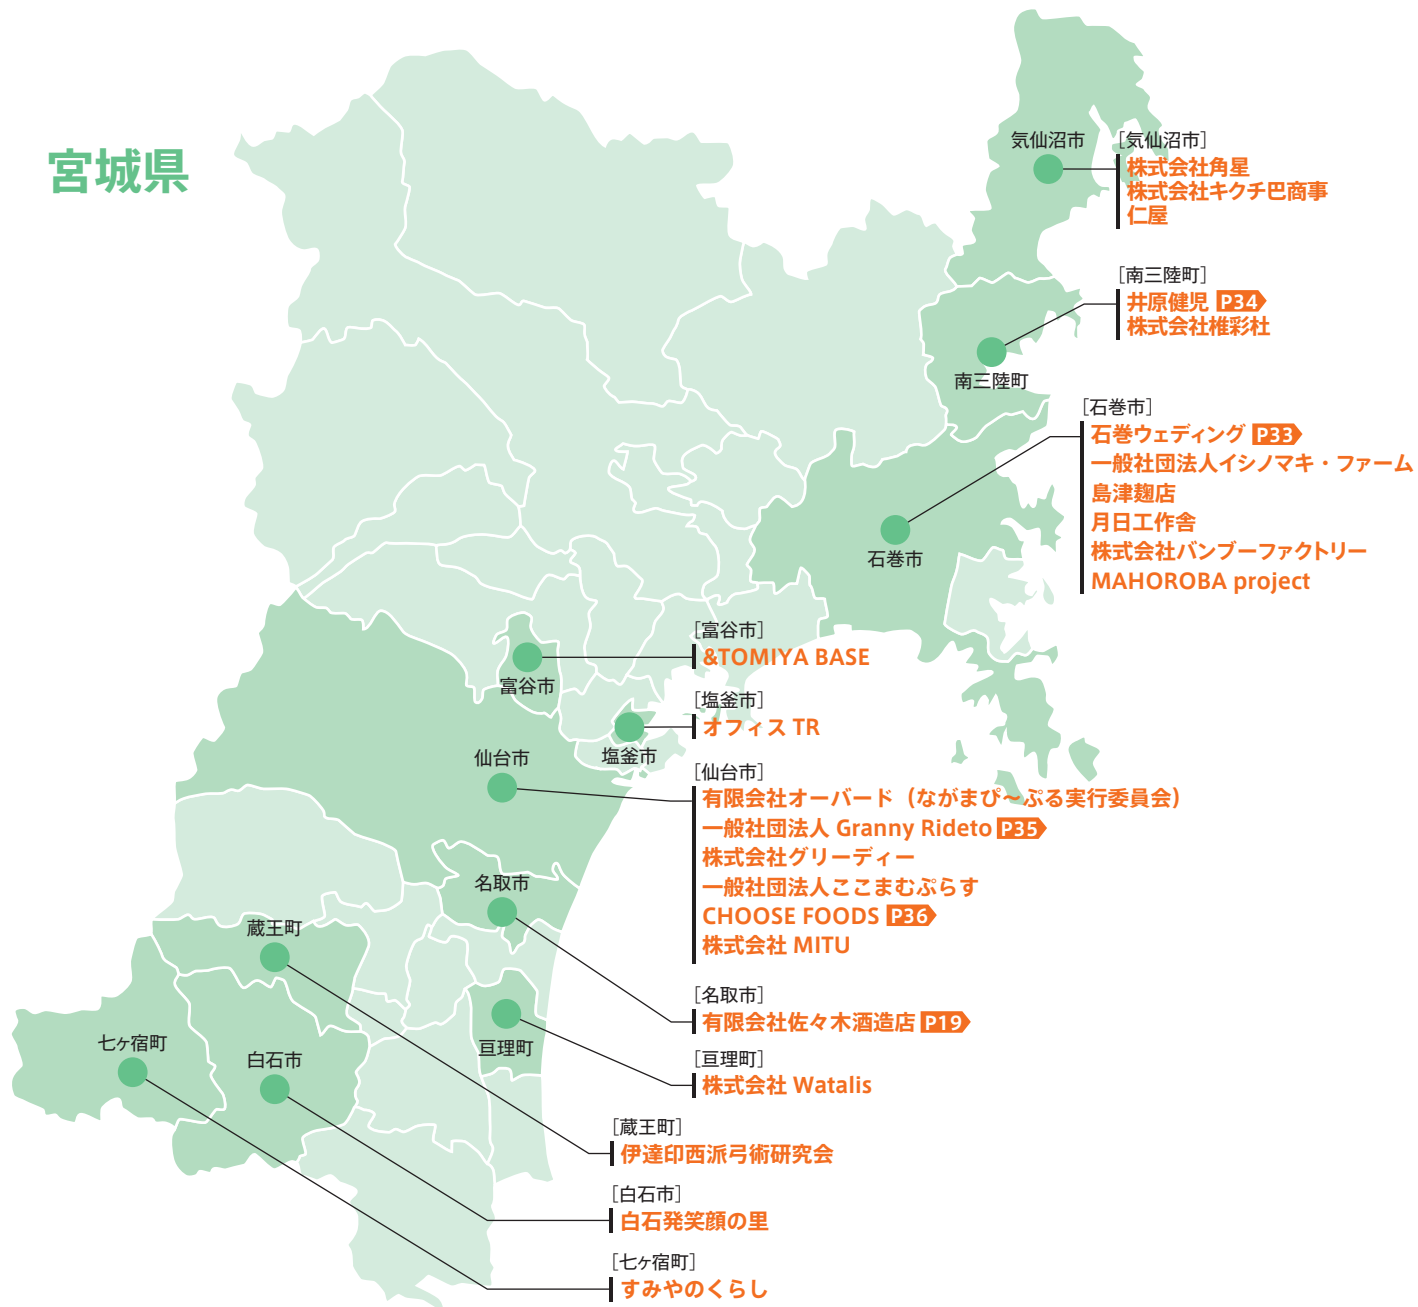 宮城県
気仙沼市
[気仙沼市]
株式会社角星
株式会社キクチ巴商事
仁屋
[南三陸町]
井原健児 P34
株式会社椎彩杜
南三陸町
[石巻市]
石巻ウェディング P33
一般社団法人イシノマキ・ファーム
島津麹店
月日工作舎
株式会社バンブーファクトリー
MAHOROBA project
石巻市
[富谷市]
&TOMIYA BASE
富谷市
[塩釜市]
オフィス TR
塩釜市
仙台市
[仙台市]
有限会社オーバード（ながまぴ～ぷる実行委員会）
一般社団法人 Granny Rideto P35
株式会社グリーディー
一般社団法人ここまむぷらす
CHOOSE FOODS P36
株式会社 MITU
名取市
[名取市]
有限会社佐々木酒造店 P19
亘理町
[亘理町]
株式会社 Watalis
蔵王町
[蔵王町]
伊達印西派弓術研究会
白石市
[白石市]
白石発笑顔の里
七ヶ宿町
[七ヶ宿町]
すみやのくらし